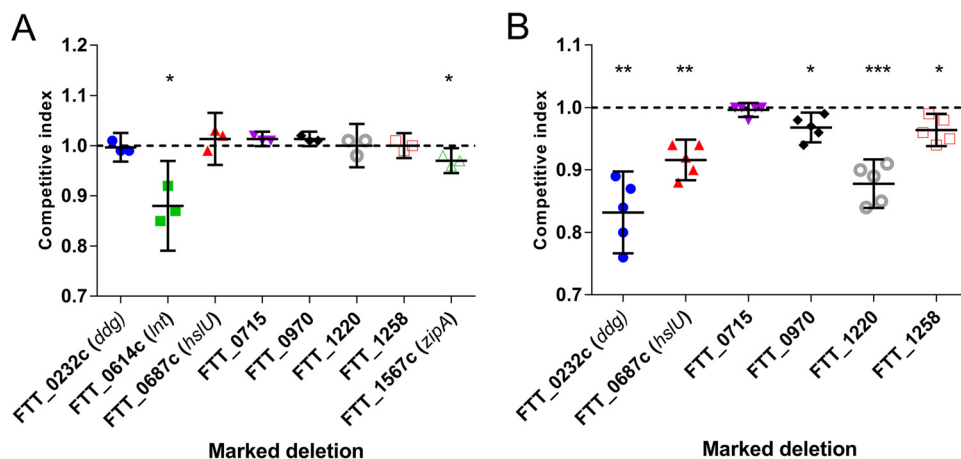 A
Competitive index
1.2
1.1
1.0
0.9
0.8
0.7
*
*
FTT_0232c (ddg)
FTT_0614c (lnt)
FTT_0687c (hslU)
FTT_0715
FTT_0970
FTT_1220
FTT_1258
FTT_1567c (zipA)
Marked deletion
B
Competitive index
1.1
1.0
0.9
0.8
0.7
**
**
*
***
*
FTT_0232c (ddg)
FTT_0687c (hslU)
FTT_0715
FTT_0970
FTT_1220
FTT_1258
Marked deletion